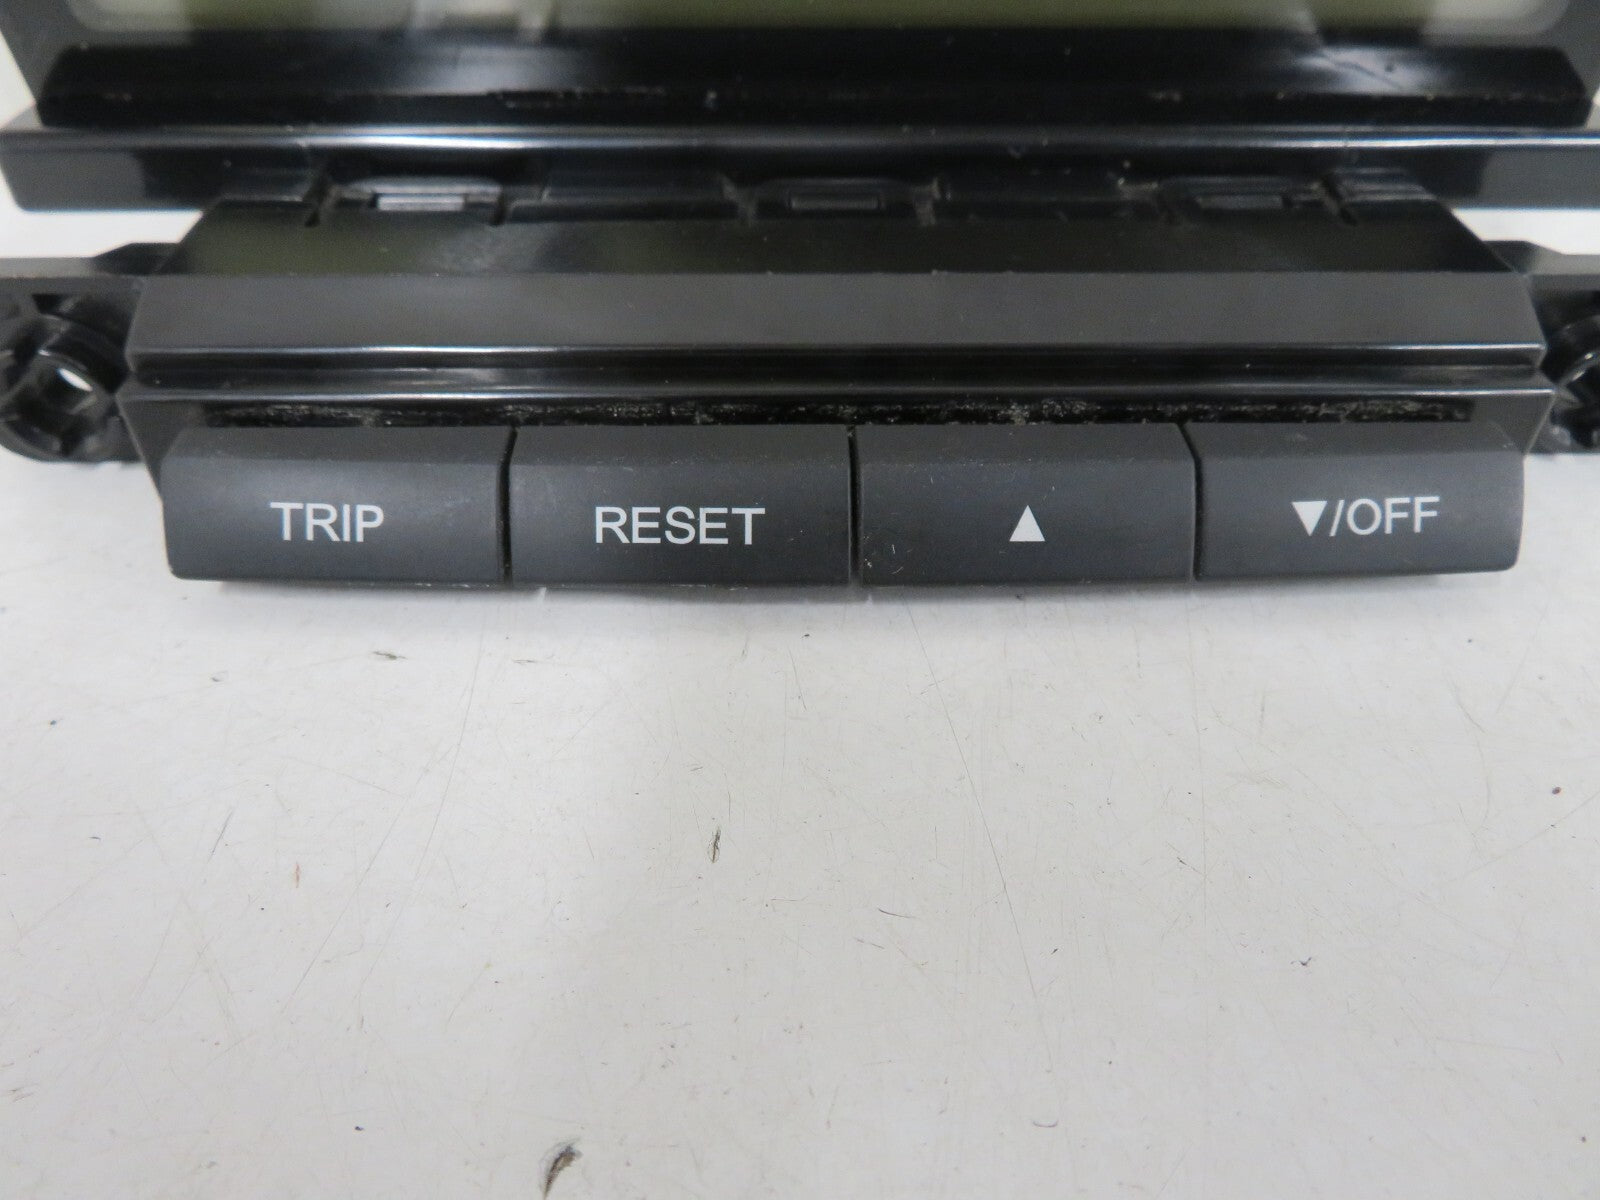 TRIP RESET ▲ ▼/OFF